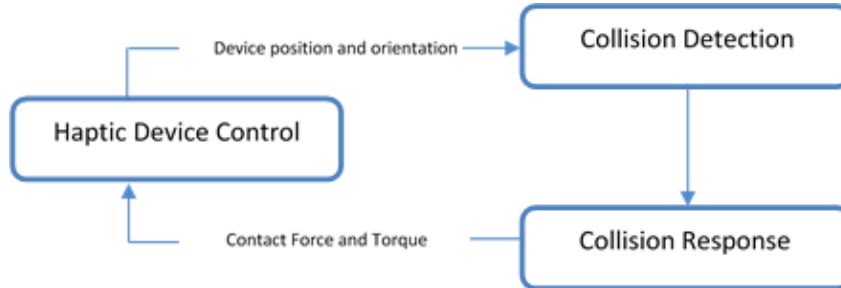 Device position and orientation
Collision Detection
Haptic Device Control
Contact Force and Torque
Collision Response